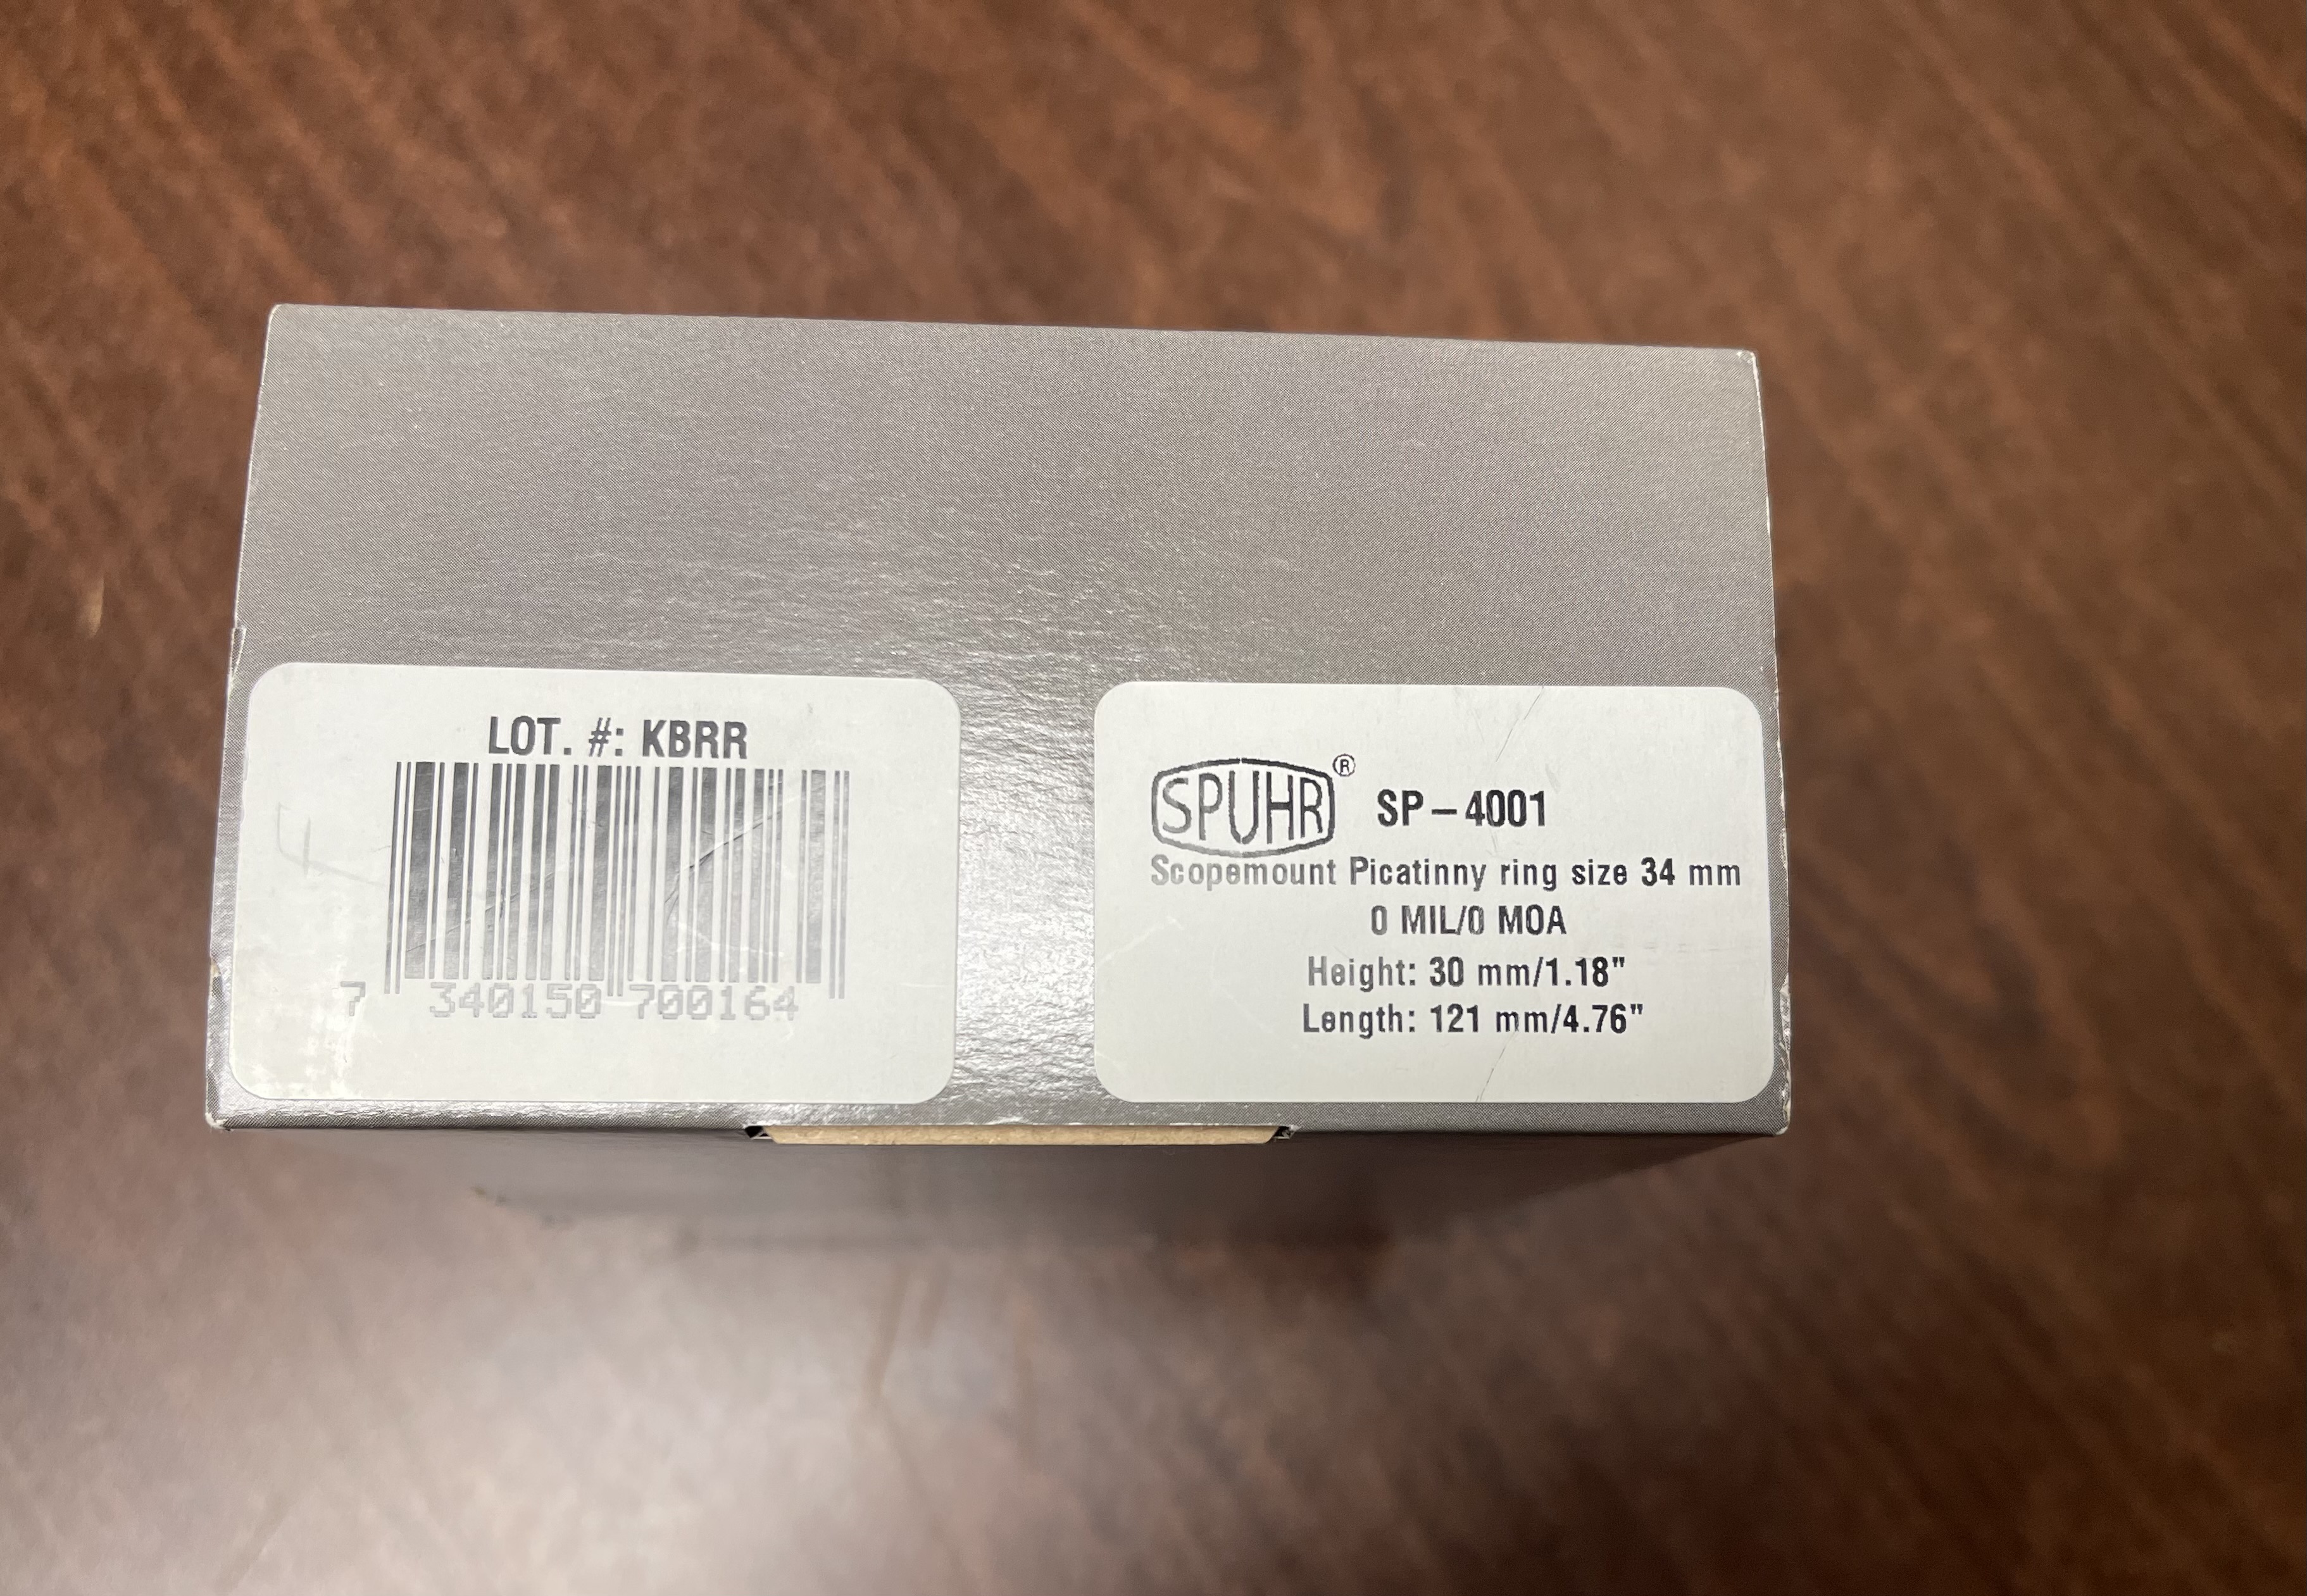 LOT. #: KBRR
7 340150 700164
SPUHR® SP-4001
Scopemount Picatinny ring size 34 mm
0 MIL/0 MOA
Height: 30 mm/1.18"
Length: 121 mm/4.76"